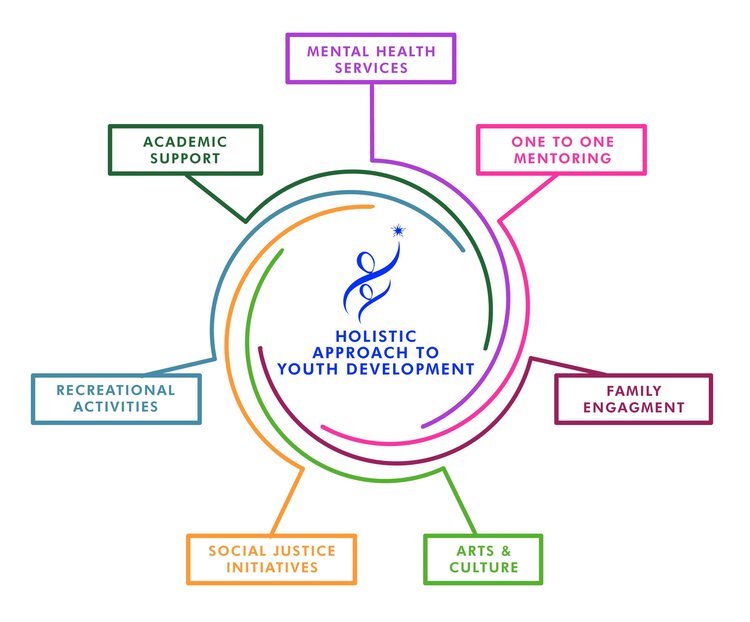 MENTAL HEALTH
SERVICES
ACADEMIC
SUPPORT
ONE TO ONE
MENTORING
HOLISTIC
APPROACH TO
YOUTH DEVELOPMENT
RECREATIONAL
ACTIVITIES
FAMILY
ENGAGMENT
SOCIAL JUSTICE
INITIATIVES
ARTS &
CULTURE